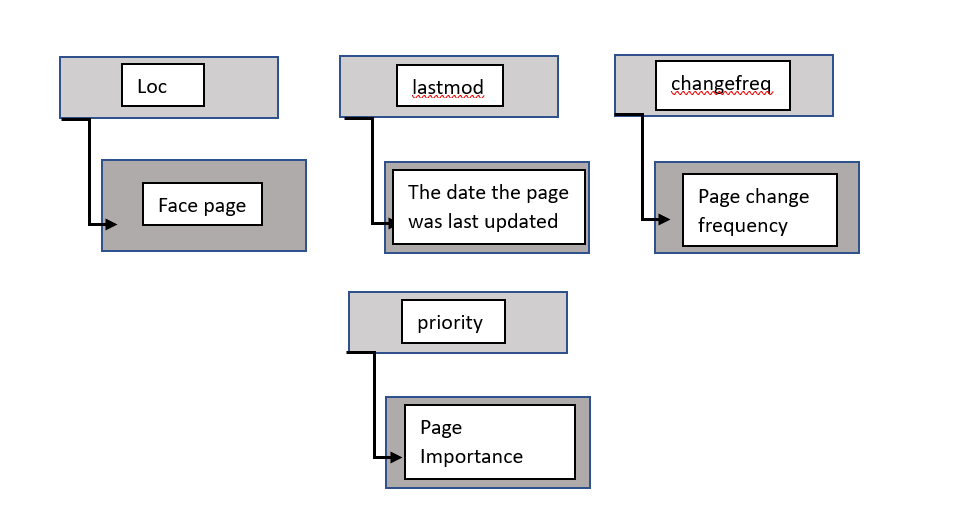 Loc
lastmod
changefreq
Face page
The date the page
was last updated
Page change
frequency
priority
Page
Importance